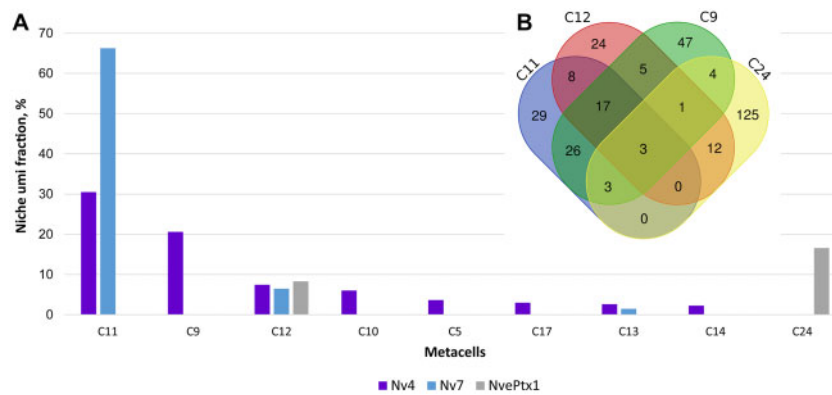 A
B
70
60
50
40
30
20
10
0
Niche umi fraction, %
C11
C9
C12
C10
C5
C17
C13
C14
C24
Metacells
Nv4
Nv7
NvePtx1
C11
C12
C9
C24
24
47
8
5
4
29
17
1
125
26
3
12
3
0
0